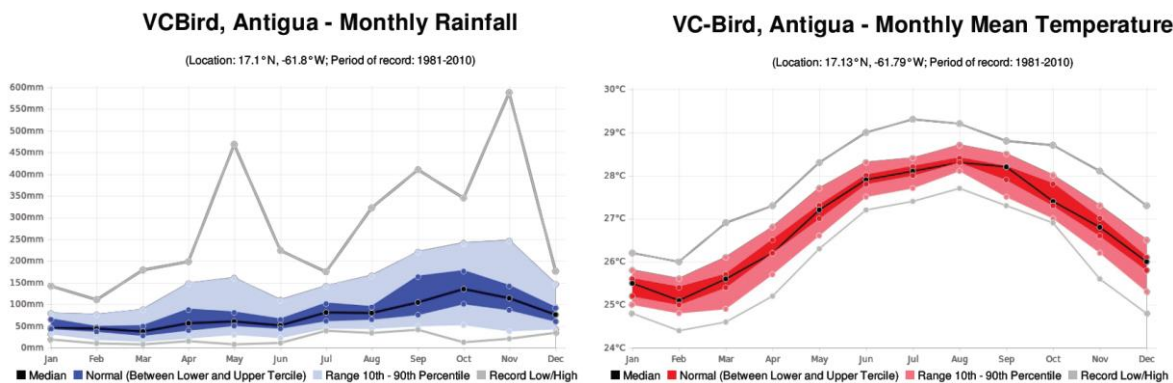 VCBird, Antigua - Monthly Rainfall
(Location: 17.1°N, -61.8°W; Period of record: 1981-2010)
600mm
550mm
500mm
450mm
400mm
350mm
300mm
250mm
200mm
150mm
100mm
50mm
0mm
Jan Feb Mar Apr May Jun Jul Aug Sep Oct Nov Dec
Median Normal (Between Lower and Upper Tercile) Range 10th - 90th Percentile Record Low/High
VC-Bird, Antigua - Monthly Mean Temperature
(Location: 17.13°N, -61.79°W; Period of record: 1981-2010)
30°C
29°C
28°C
27°C
26°C
25°C
24°C
Jan Feb Mar Apr May Jun Jul Aug Sep Oct Nov Dec
Median Normal (Between Lower and Upper Tercile) Range 10th - 90th Percentile Record Low/High